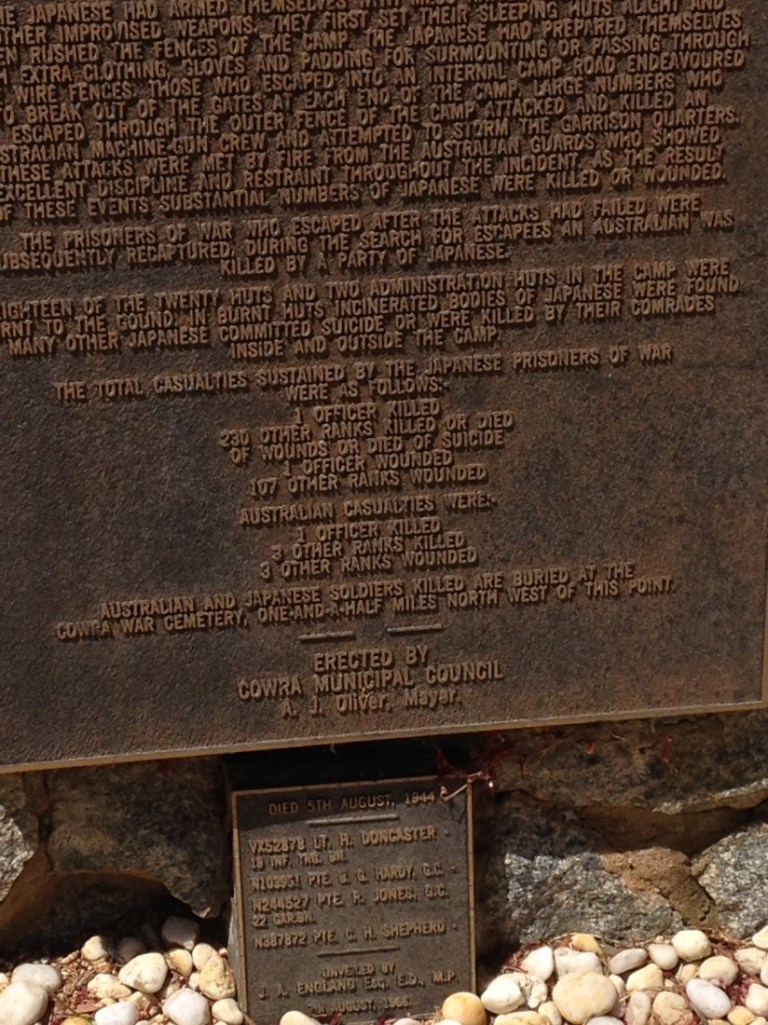 JAPANESE HAD ARMED THEMSELVES WITH
OTHER IMPROVISED WEAPONS. THEY FIRST SET THEIR SLEEPING HUTS ALIGHT AND
RUSHED THE FENCES OF THE CAMP. THE JAPANESE HAD PREPARED THEMSELVES
EXTRA CLOTHING, GLOVES AND PADDING FOR SURMOUNTING OR PASSING THROUGH
WIRE FENCES. THOSE WHO ESCAPED INTO AN INTERNAL CAMP ROAD ENDEAVOURED
TO BREAK OUT OF THE GATES AT EACH END OF THE CAMP. LARGE NUMBERS WHO
ESCAPED THROUGH THE OUTER FENCE OF THE CAMP ATTACKED AND KILLED AN
AUSTRALIAN MACHINE-GUN CREW AND ATTEMPTED TO STORM THE GARRISON QUARTERS.
THESE ATTACKS WERE MET BY FIRE FROM THE AUSTRALIAN GUARDS WHO SHOWED
EXCELLENT DISCIPLINE AND RESTRAINT THROUGHOUT THE INCIDENT. AS THE RESULT
OF THESE EVENTS SUBSTANTIAL NUMBERS OF JAPANESE WERE KILLED OR WOUNDED.
THE PRISONERS OF WAR WHO ESCAPED AFTER THE ATTACKS HAD FAILED WERE
SUBSEQUENTLY RECAPTURED. DURING THE SEARCH FOR ESCAPEES AN AUSTRALIAN WAS
KILLED BY A PARTY OF JAPANESE.
EIGHTEEN OF THE TWENTY HUTS AND TWO ADMINISTRATION HUTS IN THE CAMP WERE
BURNT TO THE GOUND. IN BURNT HUTS INCINERATED BODIES OF JAPANESE WERE FOUND
MANY OTHER JAPANESE COMMITTED SUICIDE OR WERE KILLED BY THEIR COMRADES
INSIDE AND OUTSIDE THE CAMP.
THE TOTAL CASUALTIES SUSTAINED BY THE JAPANESE PRISONERS OF WAR
WERE AS FOLLOWS:-
1 OFFICER KILLED
230 OTHER RANKS KILLED OR DIED
OF WOUNDS OR DIED OF SUICIDE
1 OFFICER WOUNDED
107 OTHER RANKS WOUNDED
AUSTRALIAN CASUALTIES WERE:-
1 OFFICER KILLED
3 OTHER RANKS KILLED
3 OTHER RANKS WOUNDED
AUSTRALIAN AND JAPANESE SOLDIERS KILLED ARE BURIED AT THE
COWRA WAR CEMETERY, ONE-AND-A-HALF MILES NORTH WEST OF THIS POINT.
ERECTED BY
COWRA MUNICIPAL COUNCIL
A. J. Oliver, Mayor.
DIED 5TH AUGUST, 1944
VX52878 LT. H. DONCASTER
19 INF. TRG. BN.
PTE. B. G. HARDY, G.C.
N244527 PTE. R. JONES, G.C.
22 GAR.BN.
N387872 PTE. C. H. SHEPHERD
UNVEILED BY
J. A. ENGLAND ESQ. E.D., M.P.
AUGUST,